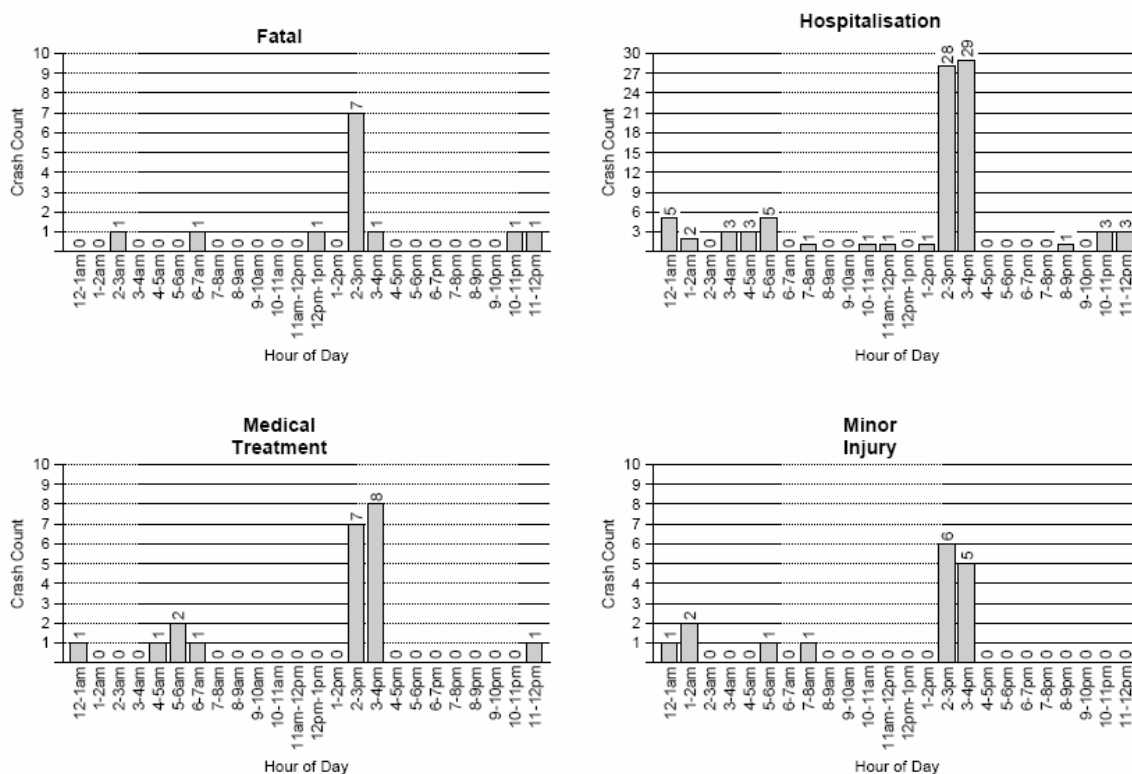 Fatal
10
9
8
7
6
5
4
3
2
1
Crash Count
0 0 1 0 0 0 1 0 0 0 0 0 1 0 7 1 0 0 0 0 0 0 1 1
12-1am
1-2am
2-3am
3-4am
4-5am
5-6am
6-7am
7-8am
8-9am
9-10am
10-11am
11am-12pm
12pm-1pm
1-2pm
2-3pm
3-4pm
4-5pm
5-6pm
6-7pm
7-8pm
8-9pm
9-10pm
10-11pm
11-12pm
Hour of Day
Hospitalisation
30
27
24
21
18
15
12
9
6
3
Crash Count
5 2 0 3 3 5 0 1 0 0 1 1 0 1 28 29 0 0 0 0 1 0 3 3
12-1am
1-2am
2-3am
3-4am
4-5am
5-6am
6-7am
7-8am
8-9am
9-10am
10-11am
11am-12pm
12pm-1pm
1-2pm
2-3pm
3-4pm
4-5pm
5-6pm
6-7pm
7-8pm
8-9pm
9-10pm
10-11pm
11-12pm
Hour of Day
Medical
Treatment
10
9
8
7
6
5
4
3
2
1
Crash Count
1 0 0 0 1 2 1 0 0 0 0 0 0 0 7 8 0 0 0 0 0 0 0 1
12-1am
1-2am
2-3am
3-4am
4-5am
5-6am
6-7am
7-8am
8-9am
9-10am
10-11am
11am-12pm
12pm-1pm
1-2pm
2-3pm
3-4pm
4-5pm
5-6pm
6-7pm
7-8pm
8-9pm
9-10pm
10-11pm
11-12pm
Hour of Day
Minor
Injury
10
9
8
7
6
5
4
3
2
1
Crash Count
1 2 0 0 0 1 0 1 0 0 0 0 0 0 6 5 0 0 0 0 0 0 0 0
12-1am
1-2am
2-3am
3-4am
4-5am
5-6am
6-7am
7-8am
8-9am
9-10am
10-11am
11am-12pm
12pm-1pm
1-2pm
2-3pm
3-4pm
4-5pm
5-6pm
6-7pm
7-8pm
8-9pm
9-10pm
10-11pm
11-12pm
Hour of Day